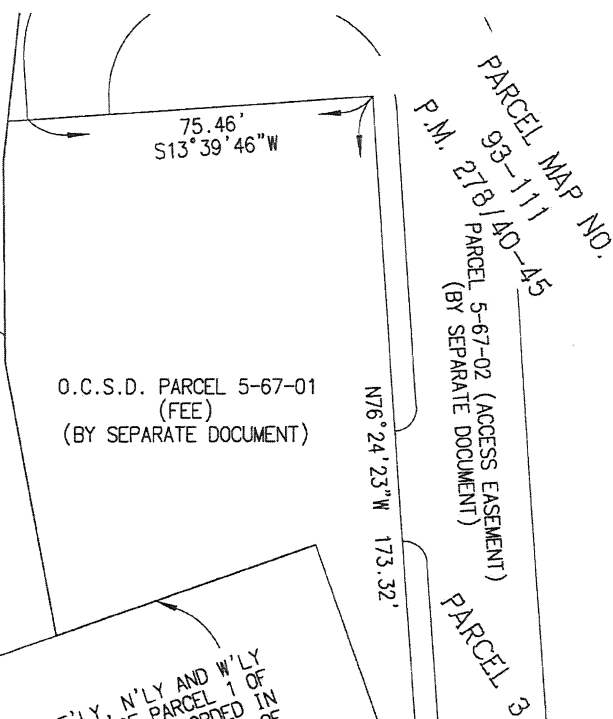 75.46'
S13°39'46"W
PARCEL MAP NO.
93-111
P.M. 278/40-45
PARCEL 5-67-02 (ACCESS EASEMENT)
(BY SEPARATE DOCUMENT)
O.C.S.D. PARCEL 5-67-01
(FEE)
(BY SEPARATE DOCUMENT)
N76°24'23"W 173.32'
PARCEL 3
N'LY AND W'LY
PARCEL 1 OF
IN
OF